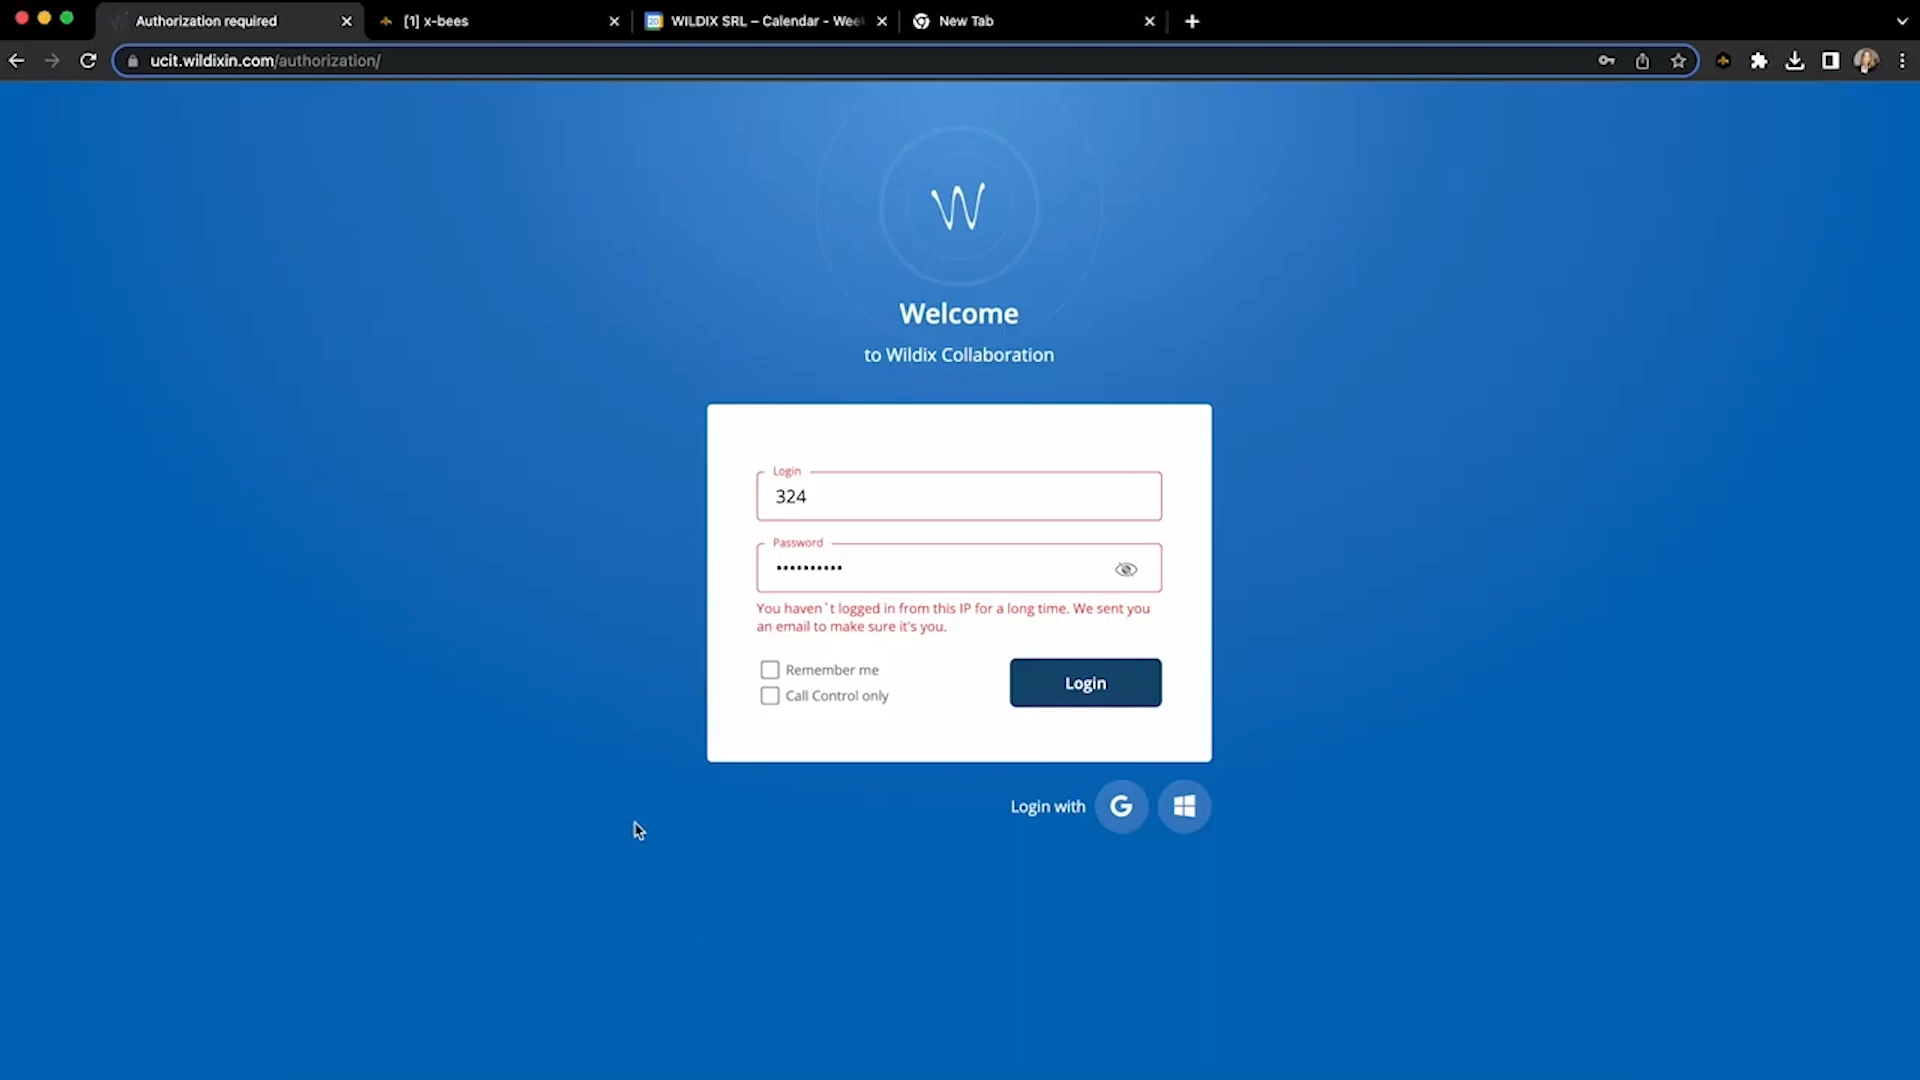 Authorization required
[1] x-bees
WILDIX SRL – Calendar - Wee
New Tab
ucit.wildixin.com/authorization/
W
Welcome
to Wildix Collaboration
Login
324
Password
••••••••••
You haven`t logged in from this IP for a long time. We sent you
an email to make sure it's you.
Remember me
Call Control only
Login
Login with
G